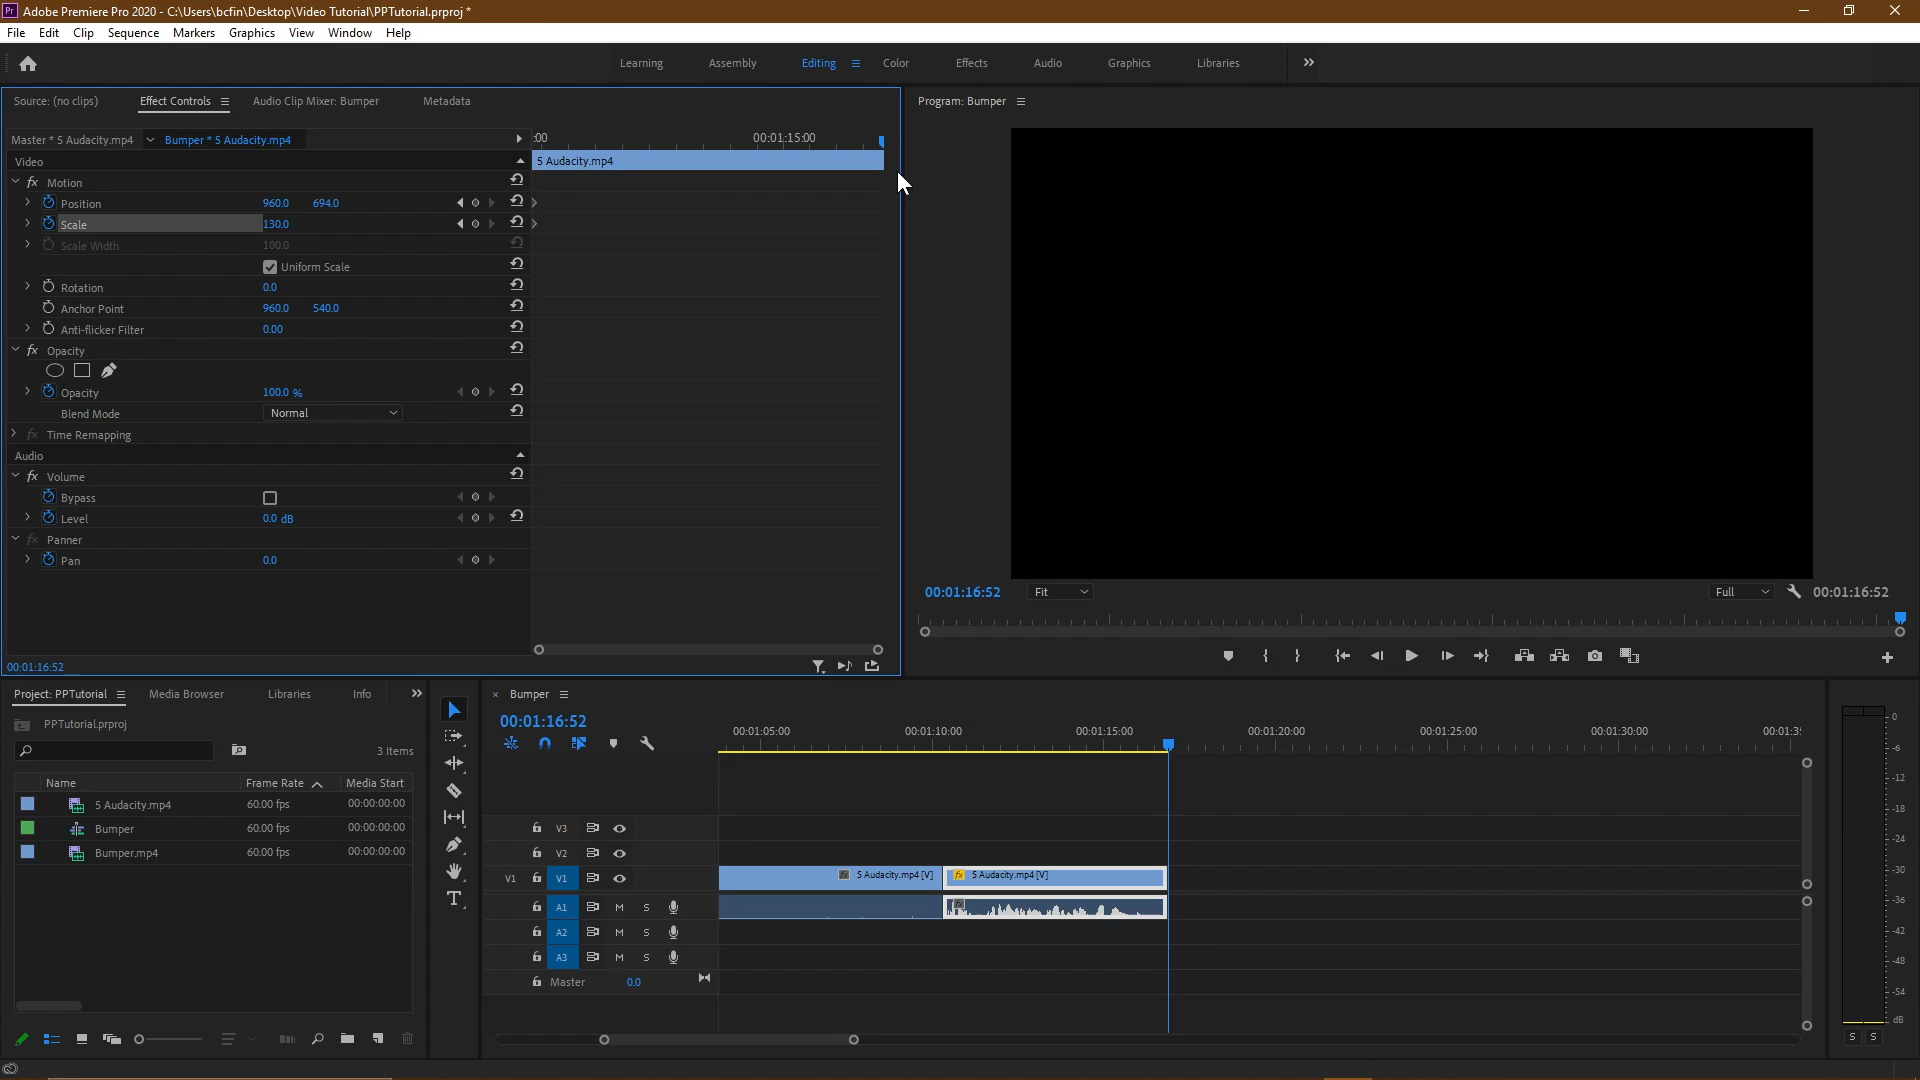 Pr Adobe Premiere Pro 2020 - C:\Users\bcfin\Desktop\Video Tutorial\PPTutorial.prproj *
File Edit Clip Sequence Markers Graphics View Window Help
Learning Assembly Editing Color Effects Audio Graphics Libraries
Source: (no clips) Effect Controls Audio Clip Mixer: Bumper Metadata
Program: Bumper
Master * 5 Audacity.mp4 Bumper * 5 Audacity.mp4 :00 00:01:15:00
Video 5 Audacity.mp4
fx Motion
Position 960.0 694.0
Scale 130.0
Scale Width 100.0
Uniform Scale
Rotation 0.0
Anchor Point 960.0 540.0
Anti-flicker Filter 0.00
fx Opacity
Opacity 100.0 %
Blend Mode Normal
fx Time Remapping
Audio
fx Volume
Bypass
Level 0.0 dB
fx Panner
Pan 0.0
00:01:16:52
00:01:16:52 Fit Full 00:01:16:52
Project: PPTutorial Media Browser Libraries Info
PPTutorial.prproj
3 Items
Name Frame Rate Media Start
5 Audacity.mp4 60.00 fps 00:00:00:00
Bumper 60.00 fps 00:00:00:00
Bumper.mp4 60.00 fps 00:00:00:00
T
× Bumper
00:01:16:52
00:01:05:00 00:01:10:00 00:01:15:00 00:01:20:00 00:01:25:00 00:01:30:00 00:01:3
V3
V2
V1 V1 fx 5 Audacity.mp4 [V] fx 5 Audacity.mp4 [V]
A1 M S fx
A2 M S
A3 M S
Master 0.0
0
-6
-12
-18
-24
-30
-36
-42
-48
-54
dB
S S